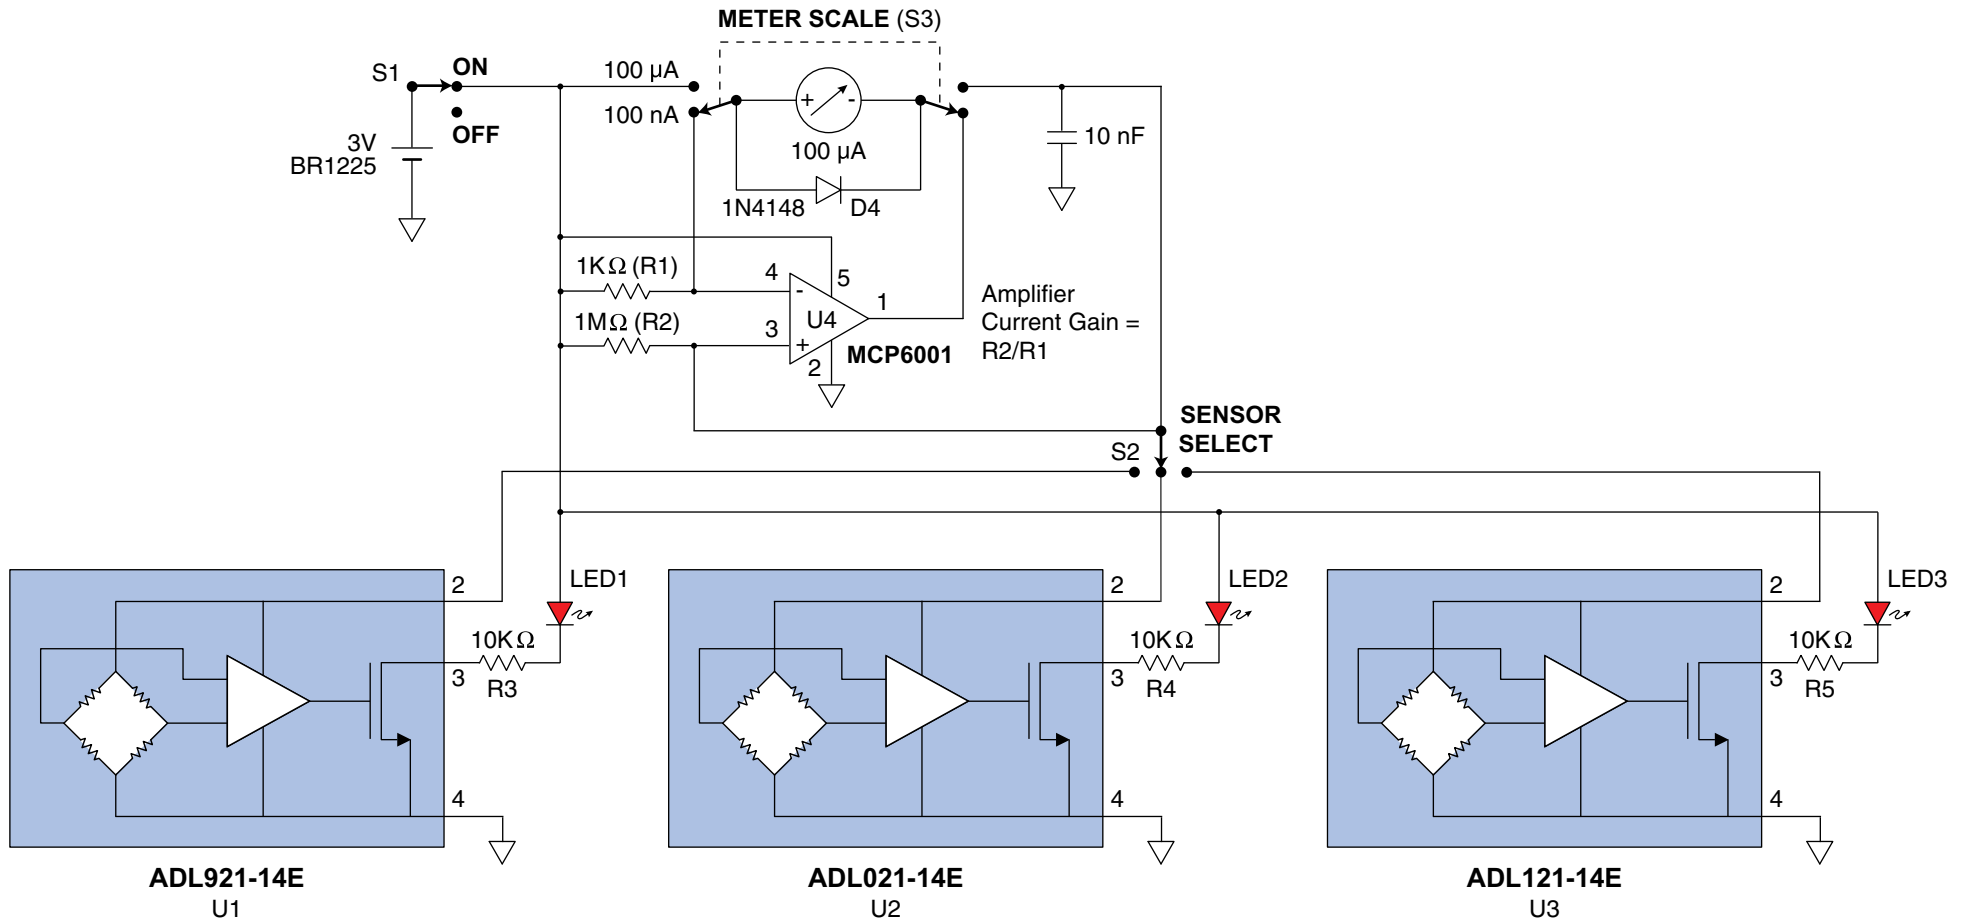 METER SCALE (S3)
S1
ON
OFF
3V
BR1225
100 µA
100 nA
+
-
100 µA
1N4148
D4
10 nF
1KΩ (R1)
1MΩ (R2)
4
3
5
2
1
-
+
U4
MCP6001
Amplifier
Current Gain =
R2/R1
SENSOR
SELECT
S2
2
LED1
10KΩ
3
R3
4
ADL921-14E
U1
2
LED2
10KΩ
3
R4
4
ADL021-14E
U2
2
LED3
10KΩ
3
R5
4
ADL121-14E
U3